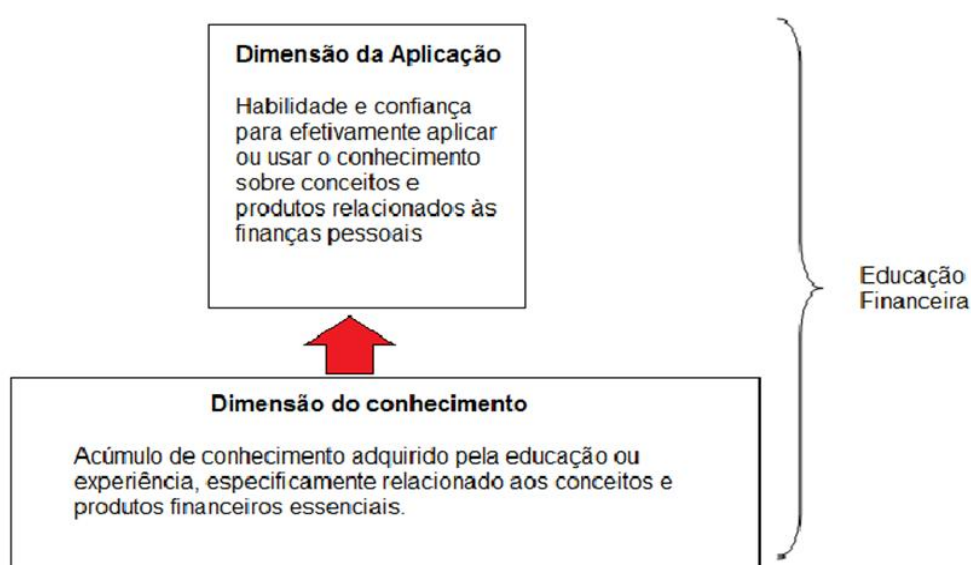 Dimensão da Aplicação
Habilidade e confiança
para efetivamente aplicar
ou usar o conhecimento
sobre conceitos e
produtos relacionados às
finanças pessoais
Educação
Financeira
Dimensão do conhecimento
Acúmulo de conhecimento adquirido pela educação ou
experiência, especificamente relacionado aos conceitos e
produtos financeiros essenciais.